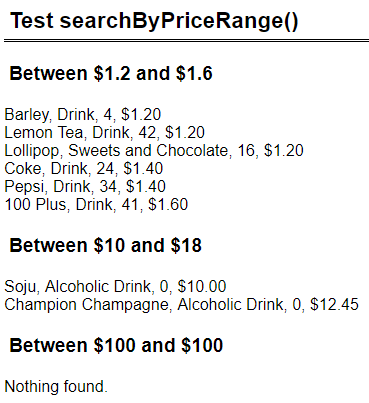 Test searchByPriceRange()
Between $1.2 and $1.6
Barley, Drink, 4, $1.20
Lemon Tea, Drink, 42, $1.20
Lollipop, Sweets and Chocolate, 16, $1.20
Coke, Drink, 24, $1.40
Pepsi, Drink, 34, $1.40
100 Plus, Drink, 41, $1.60
Between $10 and $18
Soju, Alcoholic Drink, 0, $10.00
Champion Champagne, Alcoholic Drink, 0, $12.45
Between $100 and $100
Nothing found.